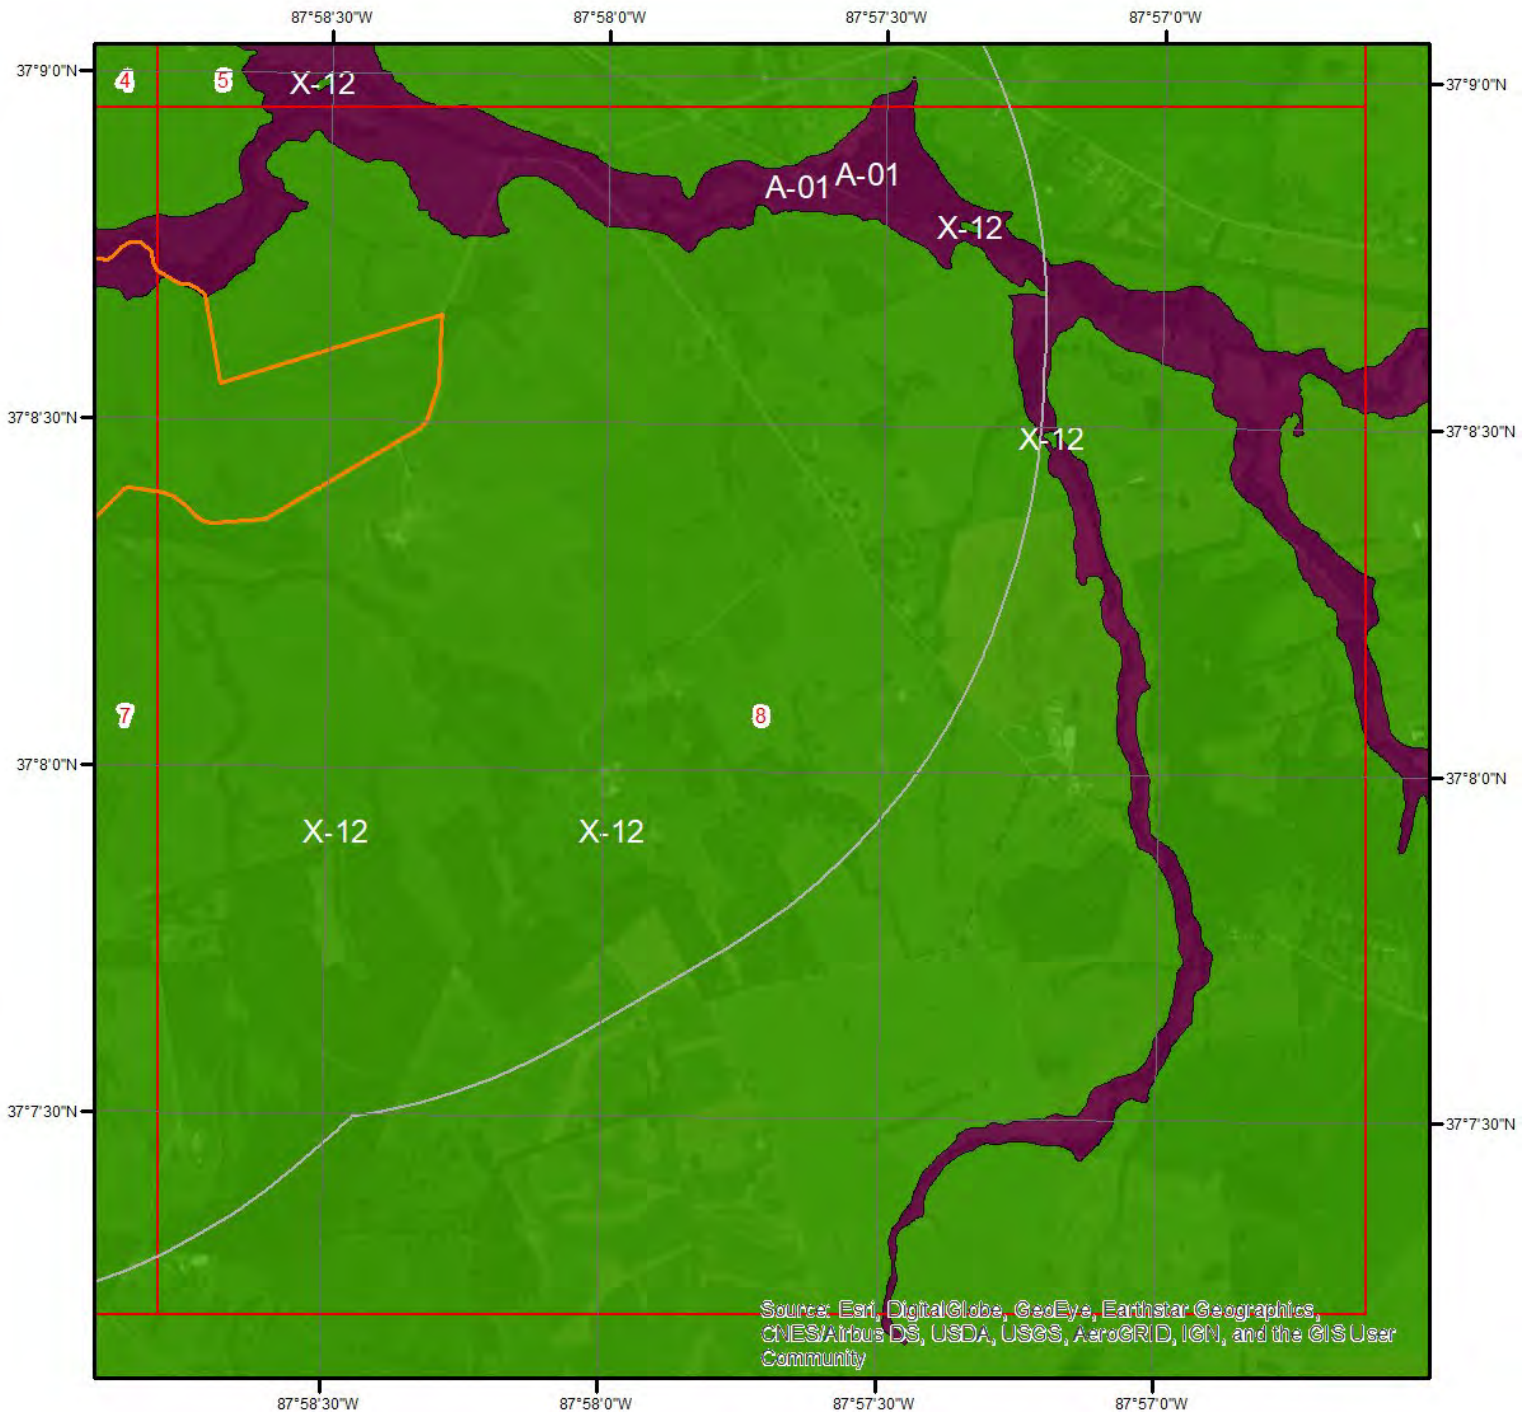 87°58'30"W 87°58'0"W 87°57'30"W 87°57'0"W
37°9'0"N 37°9'0"N
4 5 X-12
A-01 A-01
X-12
37°8'30"N 37°8'30"N
X-12
7 8
37°8'0"N 37°8'0"N
X-12 X-12
37°7'30"N 37°7'30"N
Source: Esri, DigitalGlobe, GeoEye, Earthstar Geographics,
CNES/Airbus DS, USDA, USGS, AeroGRID, IGN, and the GIS User
Community
87°58'30"W 87°58'0"W 87°57'30"W 87°57'0"W